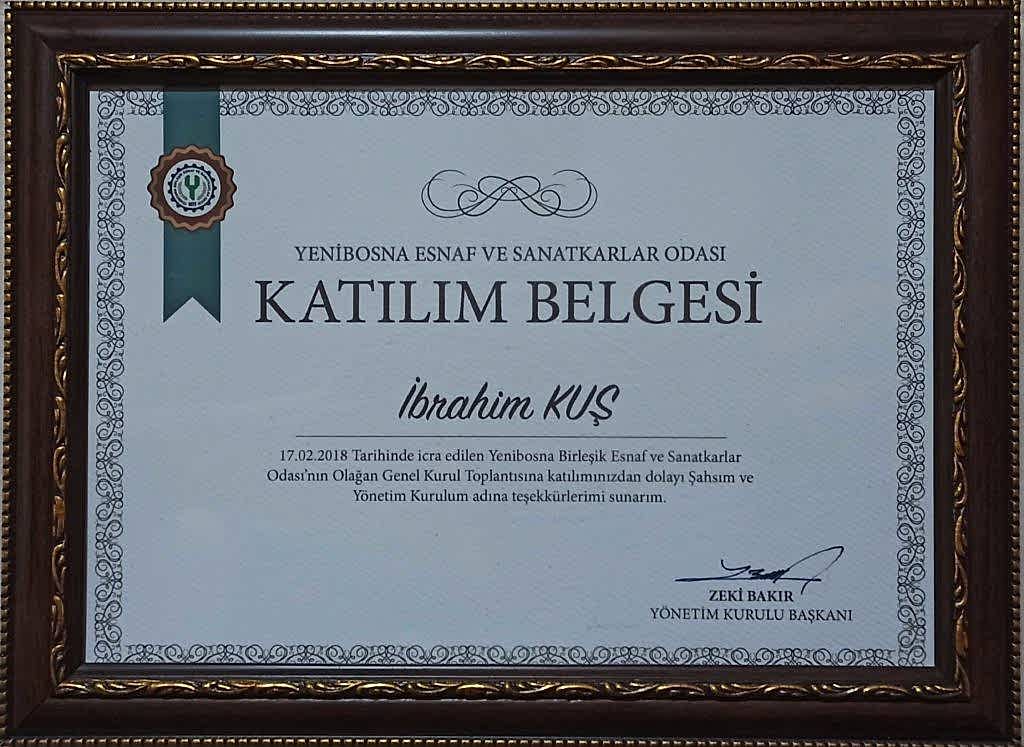 YENİBOSNA ESNAF VE SANATKARLAR ODASI
KATILIM BELGESİ
İbrahim KUŞ
17.02.2018 Tarihinde icra edilen Yenibosna Birleşik Esnaf ve Sanatkarlar
Odası'nın Olağan Genel Kurul Toplantısına katılımınızdan dolayı Şahsım ve
Yönetim Kurulum adına teşekkürlerimi sunarım.
ZEKİ BAKIR
YÖNETİM KURULU BAŞKANI